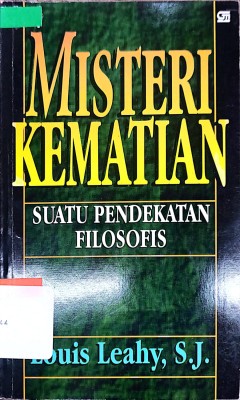 MISTERI
KEMATIAN
SUATU PENDEKATAN
FILOSOFIS
Louis Leahy, S.J.